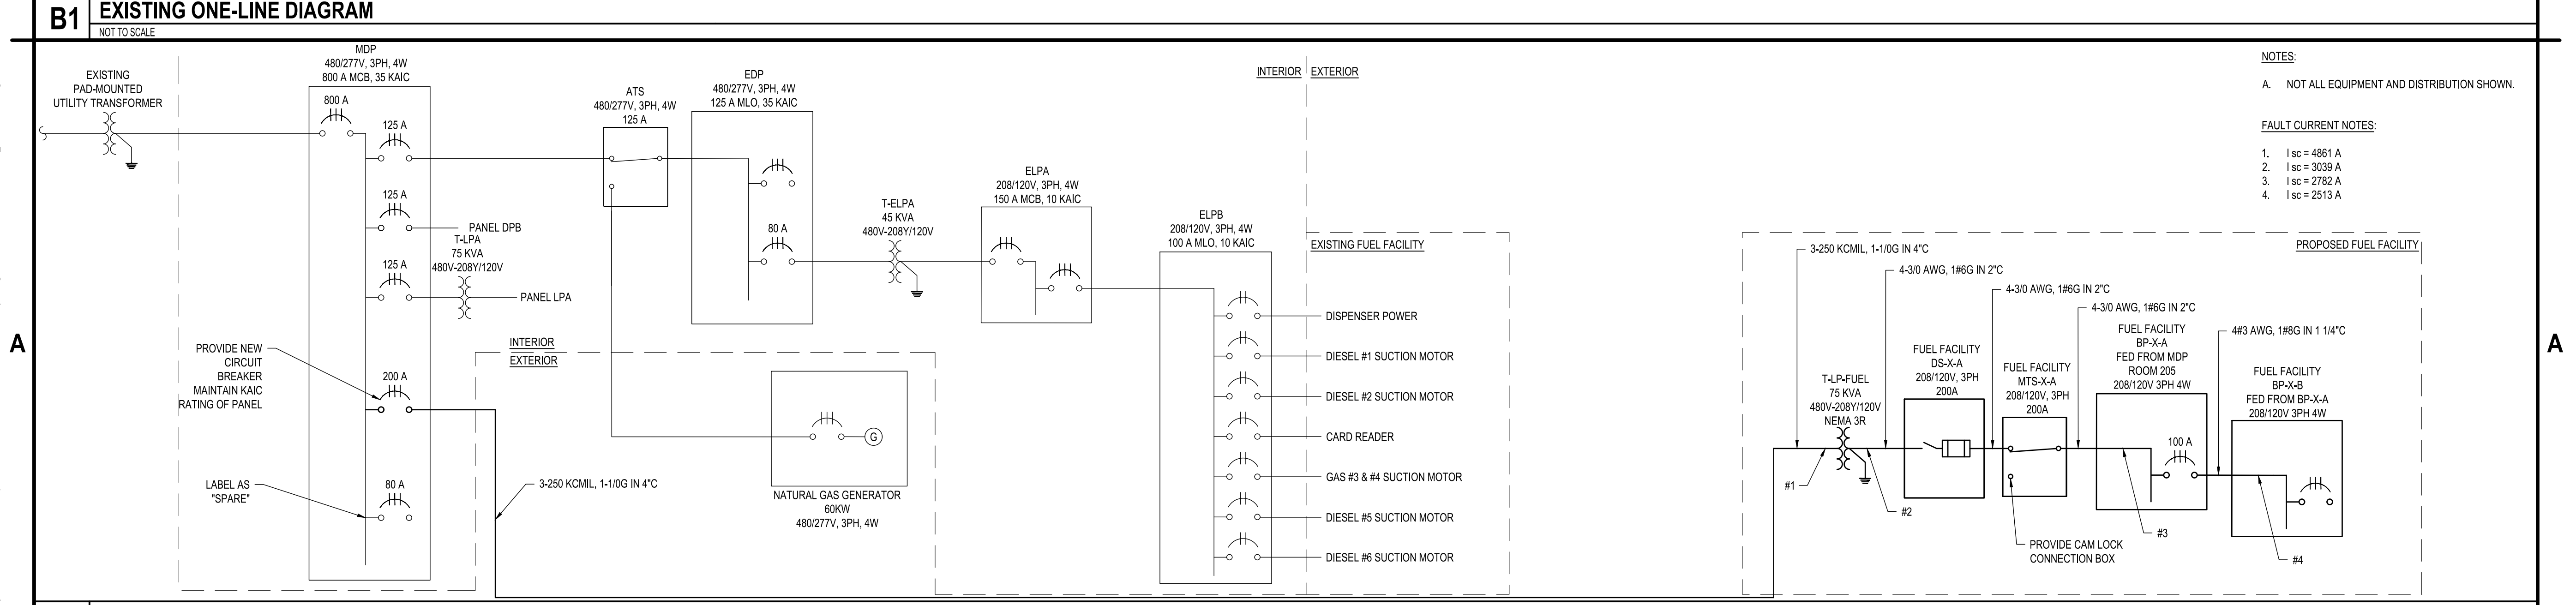 B1
EXISTING ONE-LINE DIAGRAM
NOT TO SCALE
EXISTING
PAD-MOUNTED
UTILITY TRANSFORMER
MDP
480/277V, 3PH, 4W
800 A MCB, 35 KAIC
800 A
125 A
125 A
PANEL DPB
T-LPA
75 KVA
480V-208Y/120V
125 A
PANEL LPA
PROVIDE NEW
CIRCUIT
BREAKER
MAINTAIN KAIC
RATING OF PANEL
200 A
LABEL AS
"SPARE"
80 A
3-250 KCMIL, 1-1/0G IN 4"C
INTERIOR
EXTERIOR
ATS
480/277V, 3PH, 4W
125 A
EDP
480/277V, 3PH, 4W
125 A MLO, 35 KAIC
80 A
G
NATURAL GAS GENERATOR
60KW
480/277V, 3PH, 4W
T-ELPA
45 KVA
480V-208Y/120V
ELPA
208/120V, 3PH, 4W
150 A MCB, 10 KAIC
ELPB
208/120V, 3PH, 4W
100 A MLO, 10 KAIC
INTERIOR
EXTERIOR
EXISTING FUEL FACILITY
DISPENSER POWER
DIESEL #1 SUCTION MOTOR
DIESEL #2 SUCTION MOTOR
CARD READER
GAS #3 & #4 SUCTION MOTOR
DIESEL #5 SUCTION MOTOR
DIESEL #6 SUCTION MOTOR
NOTES:
A. NOT ALL EQUIPMENT AND DISTRIBUTION SHOWN.
FAULT CURRENT NOTES:
1. I sc = 4861 A
2. I sc = 3039 A
3. I sc = 2782 A
4. I sc = 2513 A
PROPOSED FUEL FACILITY
3-250 KCMIL, 1-1/0G IN 4"C
4-3/0 AWG, 1#6G IN 2"C
4-3/0 AWG, 1#6G IN 2"C
4-3/0 AWG, 1#6G IN 2"C
4#3 AWG, 1#8G IN 1 1/4"C
T-LP-FUEL
75 KVA
480V-208Y/120V
NEMA 3R
#1
#2
FUEL FACILITY
DS-X-A
208/120V, 3PH
200A
FUEL FACILITY
MTS-X-A
208/120V, 3PH
200A
PROVIDE CAM LOCK
CONNECTION BOX
FUEL FACILITY
BP-X-A
FED FROM MDP
ROOM 205
208/120V 3PH 4W
100 A
#3
FUEL FACILITY
BP-X-B
FED FROM BP-X-A
208/120V 3PH 4W
#4
A
A